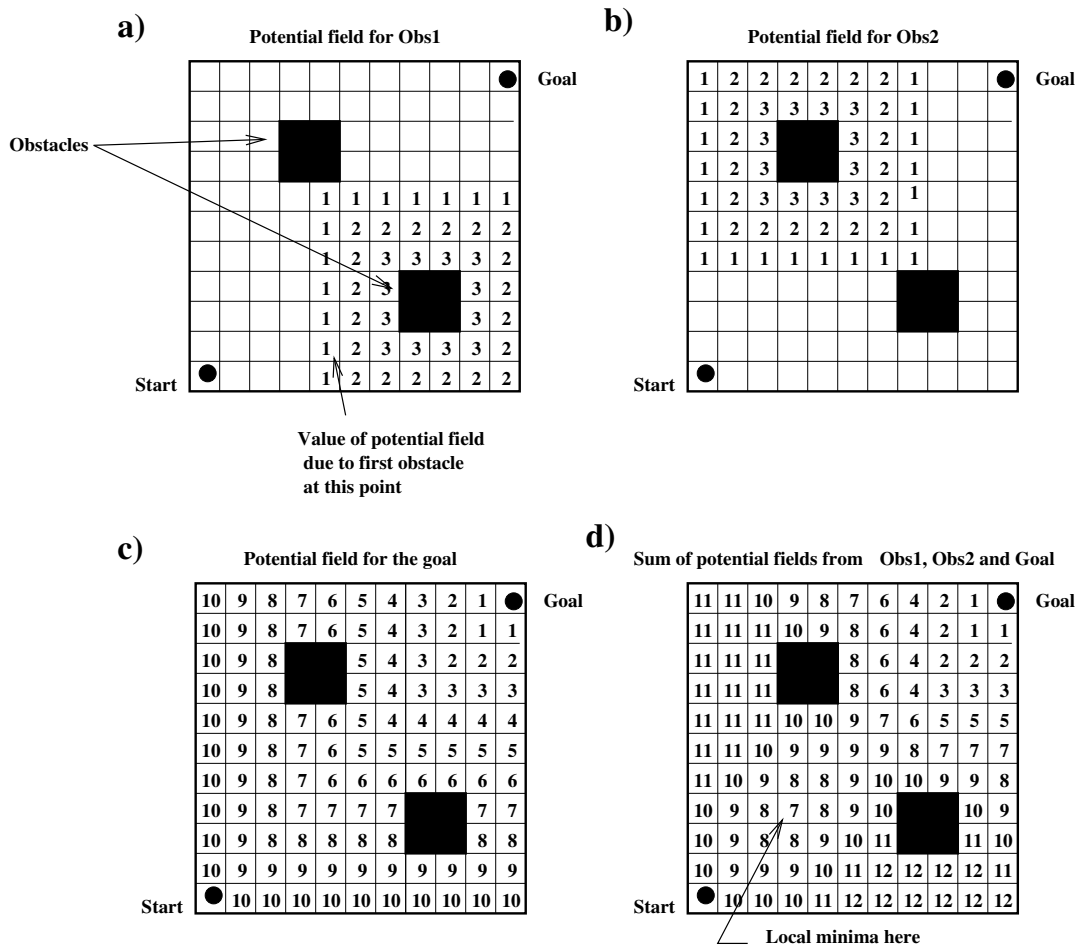 a)
Potential field for Obs1
Goal
Obstacles
1 1 1 1 1 1 1
1 2 2 2 2 2 2
1 2 3 3 3 3 2
1 2 3 3 2
1 2 3 3 2
1 2 3 3 3 3 2
Start 1 2 2 2 2 2 2
Value of potential field
due to first obstacle
at this point
b)
Potential field for Obs2
1 2 2 2 2 2 2 1 Goal
1 2 3 3 3 3 2 1
1 2 3 3 2 1
1 2 3 3 2 1
1 2 3 3 3 3 2 1
1 2 2 2 2 2 2 1
1 1 1 1 1 1 1 1
Start
c)
Potential field for the goal
10 9 8 7 6 5 4 3 2 1 Goal
10 9 8 7 6 5 4 3 2 1 1
10 9 8 5 4 3 2 2 2
10 9 8 5 4 3 3 3 3
10 9 8 7 6 5 4 4 4 4 4
10 9 8 7 6 5 5 5 5 5 5
10 9 8 7 6 6 6 6 6 6 6
10 9 8 7 7 7 7 7 7
10 9 8 8 8 8 8 8 8
10 9 9 9 9 9 9 9 9 9 9
Start 10 10 10 10 10 10 10 10 10 10
d)
Sum of potential fields from Obs1, Obs2 and Goal
11 11 10 9 8 7 6 4 2 1 Goal
11 11 11 10 9 8 6 4 2 1 1
11 11 11 8 6 4 2 2 2
11 11 11 8 6 4 3 3 3
11 11 11 10 10 9 7 6 5 5 5
11 11 10 9 9 9 9 8 7 7 7
11 10 9 8 8 9 10 10 9 9 8
10 9 8 7 8 9 10 10 9
10 9 8 8 9 10 11 11 10
10 9 9 9 10 11 12 12 12 12 11
Start 10 10 10 11 12 12 12 12 12 12
Local minima here